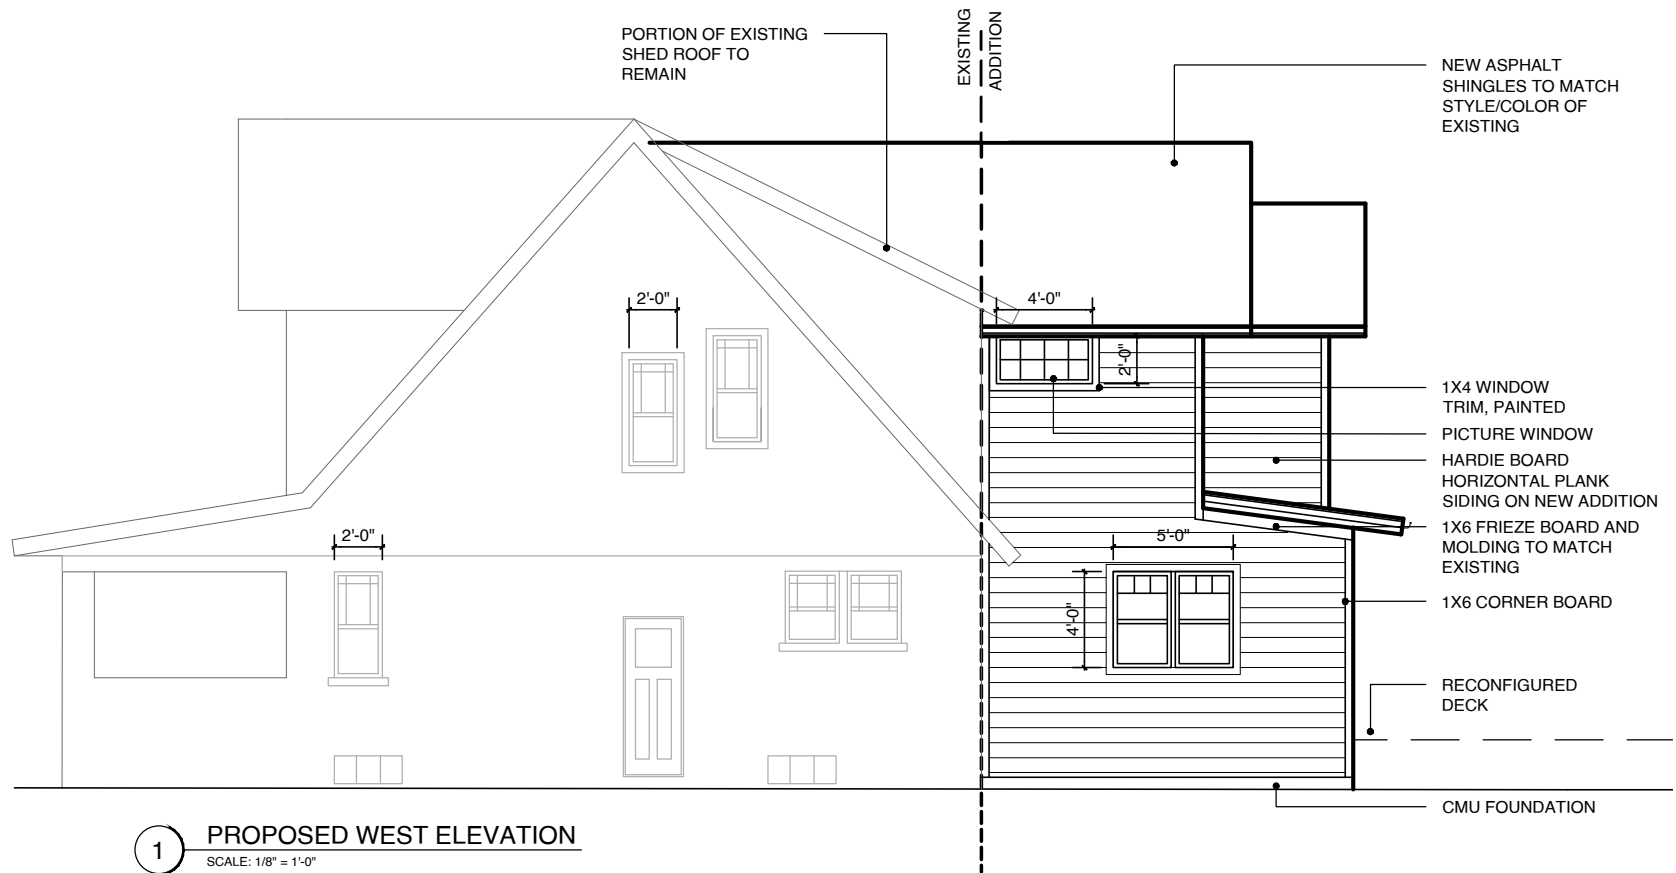 PORTION OF EXISTING
SHED ROOF TO
REMAIN
EXISTING
ADDITION
NEW ASPHALT
SHINGLES TO MATCH
STYLE/COLOR OF
EXISTING
2'-0"
4'-0"
2'-0"
1X4 WINDOW
TRIM, PAINTED
PICTURE WINDOW
HARDIE BOARD
HORIZONTAL PLANK
SIDING ON NEW ADDITION
1X6 FRIEZE BOARD AND
MOLDING TO MATCH
EXISTING
2'-0"
5'-0"
4'-0"
1X6 CORNER BOARD
RECONFIGURED
DECK
CMU FOUNDATION
1
PROPOSED WEST ELEVATION
SCALE: 1/8" = 1'-0"